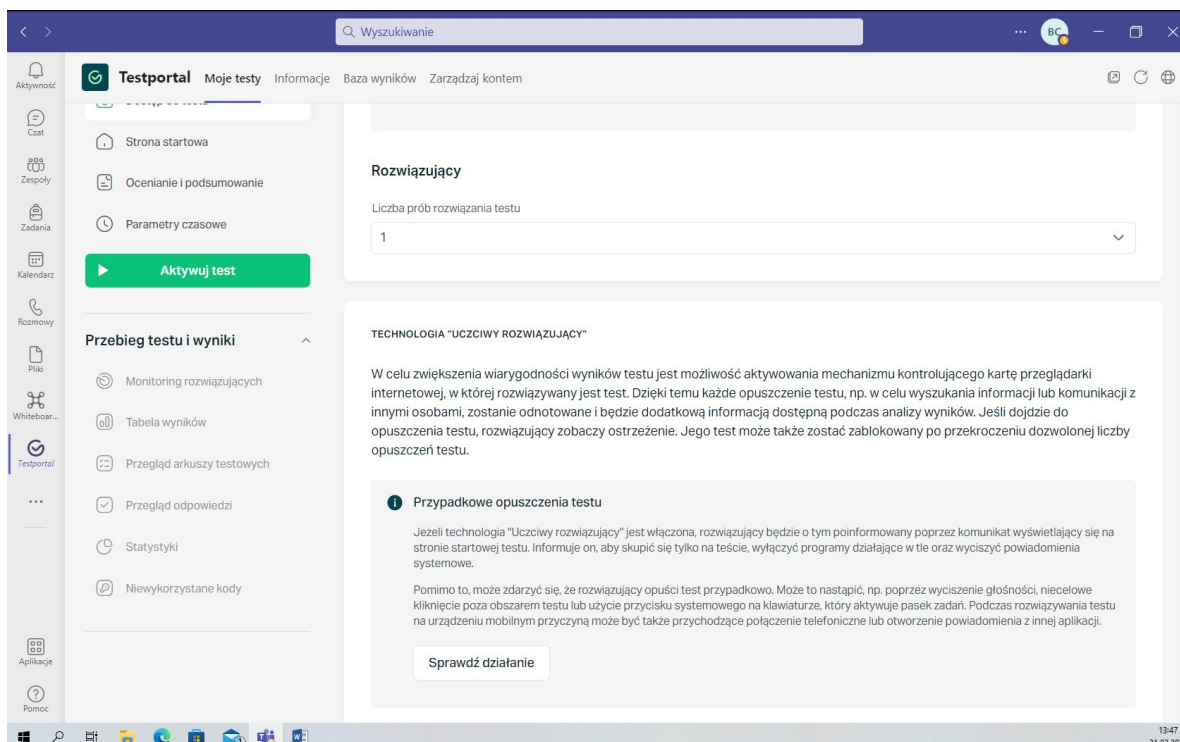 Wyszukiwanie
BC
Aktywność
Czat
Zespoły
Zadania
Kalendarz
Rozmowy
Pliki
Whiteboar...
Testportal
Aplikacje
Pomoc
Testportal Moje testy Informacje Baza wyników Zarządzaj kontem
Dostęp do testu
Strona startowa
Ocenianie i podsumowanie
Parametry czasowe
Aktywuj test
Przebieg testu i wyniki
Monitoring rozwiązujących
Tabela wyników
Przegląd arkuszy testowych
Przegląd odpowiedzi
Statystyki
Niewykorzystane kody
Rozwiązujący
Liczba prób rozwiązania testu
1
TECHNOLOGIA "UCZCIWY ROZWIĄZUJĄCY"
W celu zwiększenia wiarygodności wyników testu jest możliwość aktywowania mechanizmu kontrolującego kartę przeglądarki
internetowej, w której rozwiązywany jest test. Dzięki temu każde opuszczenie testu, np. w celu wyszukania informacji lub komunikacji z
innymi osobami, zostanie odnotowane i będzie dodatkową informacją dostępną podczas analizy wyników. Jeśli dojdzie do
opuszczenia testu, rozwiązujący zobaczy ostrzeżenie. Jego test może także zostać zablokowany po przekroczeniu dozwolonej liczby
opuszczeń testu.
Przypadkowe opuszczenia testu
Jeżeli technologia "Uczciwy rozwiązujący" jest włączona, rozwiązujący będzie o tym poinformowany poprzez komunikat wyświetlający się na
stronie startowej testu. Informuje on, aby skupić się tylko na teście, wyłączyć programy działające w tle oraz wyciszyć powiadomienia
systemowe.
Pomimo to, może zdarzyć się, że rozwiązujący opuści test przypadkowo. Może to nastąpić, np. poprzez wyciszenie głośności, niecelowe
kliknięcie poza obszarem testu lub użycie przycisku systemowego na klawiaturze, który aktywuje pasek zadań. Podczas rozwiązywania testu
na urządzeniu mobilnym przyczyną może być także przychodzące połączenie telefoniczne lub otworzenie powiadomienia z innej aplikacji.
Sprawdź działanie
13:47